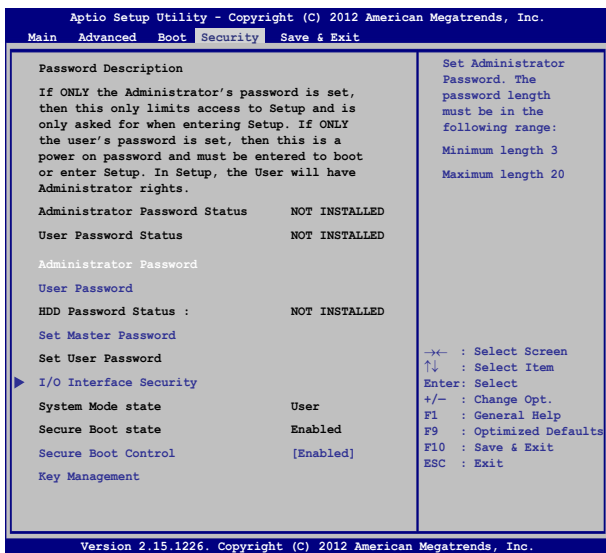 Aptio Setup Utility - Copyright (C) 2012 American Megatrends, Inc.
Main Advanced Boot Security Save & Exit
Password Description
If ONLY the Administrator's password is set,
then this only limits access to Setup and is
only asked for when entering Setup. If ONLY
the user's password is set, then this is a
power on password and must be entered to boot
or enter Setup. In Setup, the User will have
Administrator rights.
Administrator Password Status NOT INSTALLED
User Password Status NOT INSTALLED
Administrator Password
User Password
HDD Password Status : NOT INSTALLED
Set Master Password
Set User Password
I/O Interface Security
System Mode state User
Secure Boot state Enabled
Secure Boot Control [Enabled]
Key Management
Set Administrator
Password. The
password length
must be in the
following range:
Minimum length 3
Maximum length 20
→← : Select Screen
↑↓ : Select Item
Enter: Select
+/— : Change Opt.
F1 : General Help
F9 : Optimized Defaults
F10 : Save & Exit
ESC : Exit
Version 2.15.1226. Copyright (C) 2012 American Megatrends, Inc.